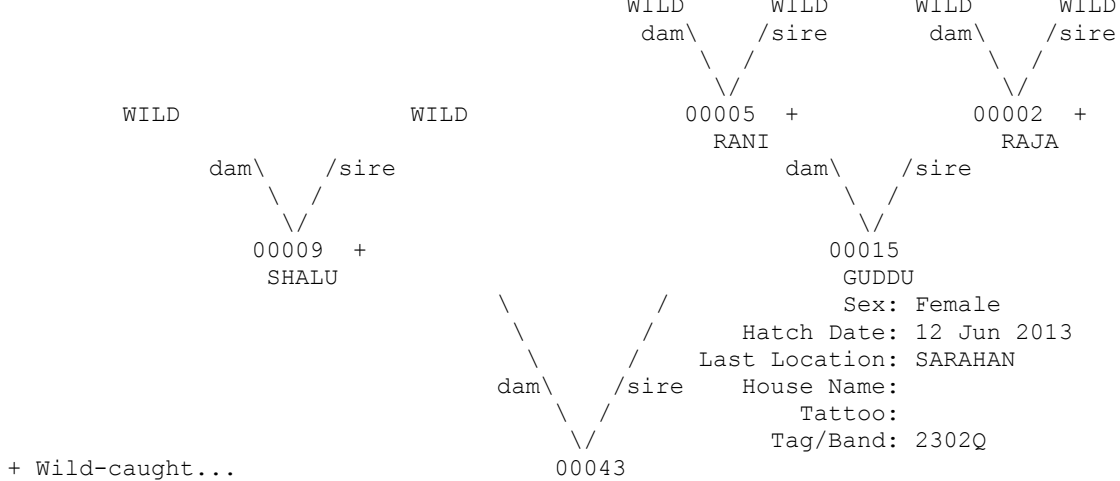 WILD WILD WILD WILD
dam\ /sire dam\ /sire
\ / \ /
\/ \/
WILD WILD 00005 + 00002 +
RANI RAJA
dam\ /sire dam\ /sire
\ / \ /
\/ \/
00009 + 00015
SHALU GUDDU
\ / Sex: Female
\ / Hatch Date: 12 Jun 2013
\ / Last Location: SARAHAN
dam\ /sire House Name:
\ / Tattoo:
\/ Tag/Band: 2302Q
+ Wild-caught... 00043